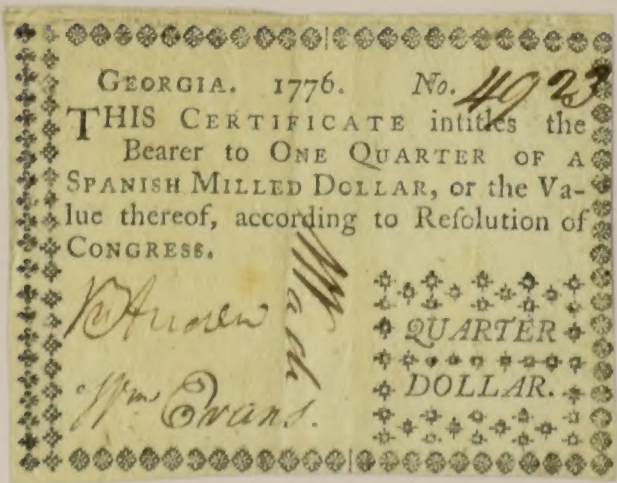 GEORGIA. 1776. No. 4923
THIS CERTIFICATE intitles the
Bearer to ONE QUARTER OF A
SPANISH MILLED DOLLAR, or the Va-
lue thereof, according to Reſolution of
CONGRESS.
Wm Evans.
QUARTER
DOLLAR.